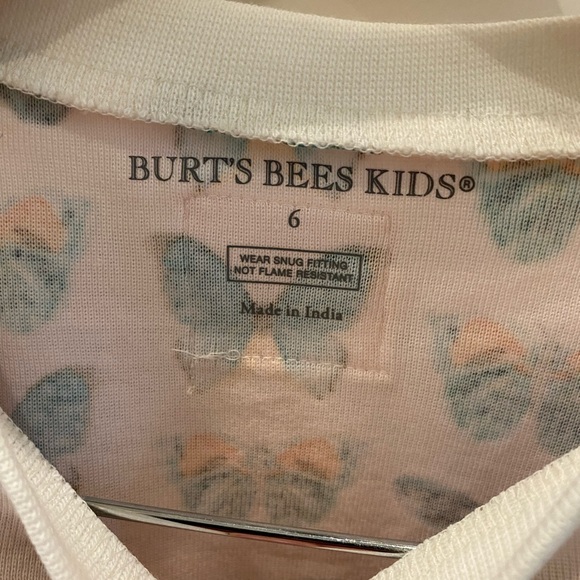 BURT'S BEES KIDS®
6
WEAR SNUG FITTING
NOT FLAME RESISTANT
Made in India